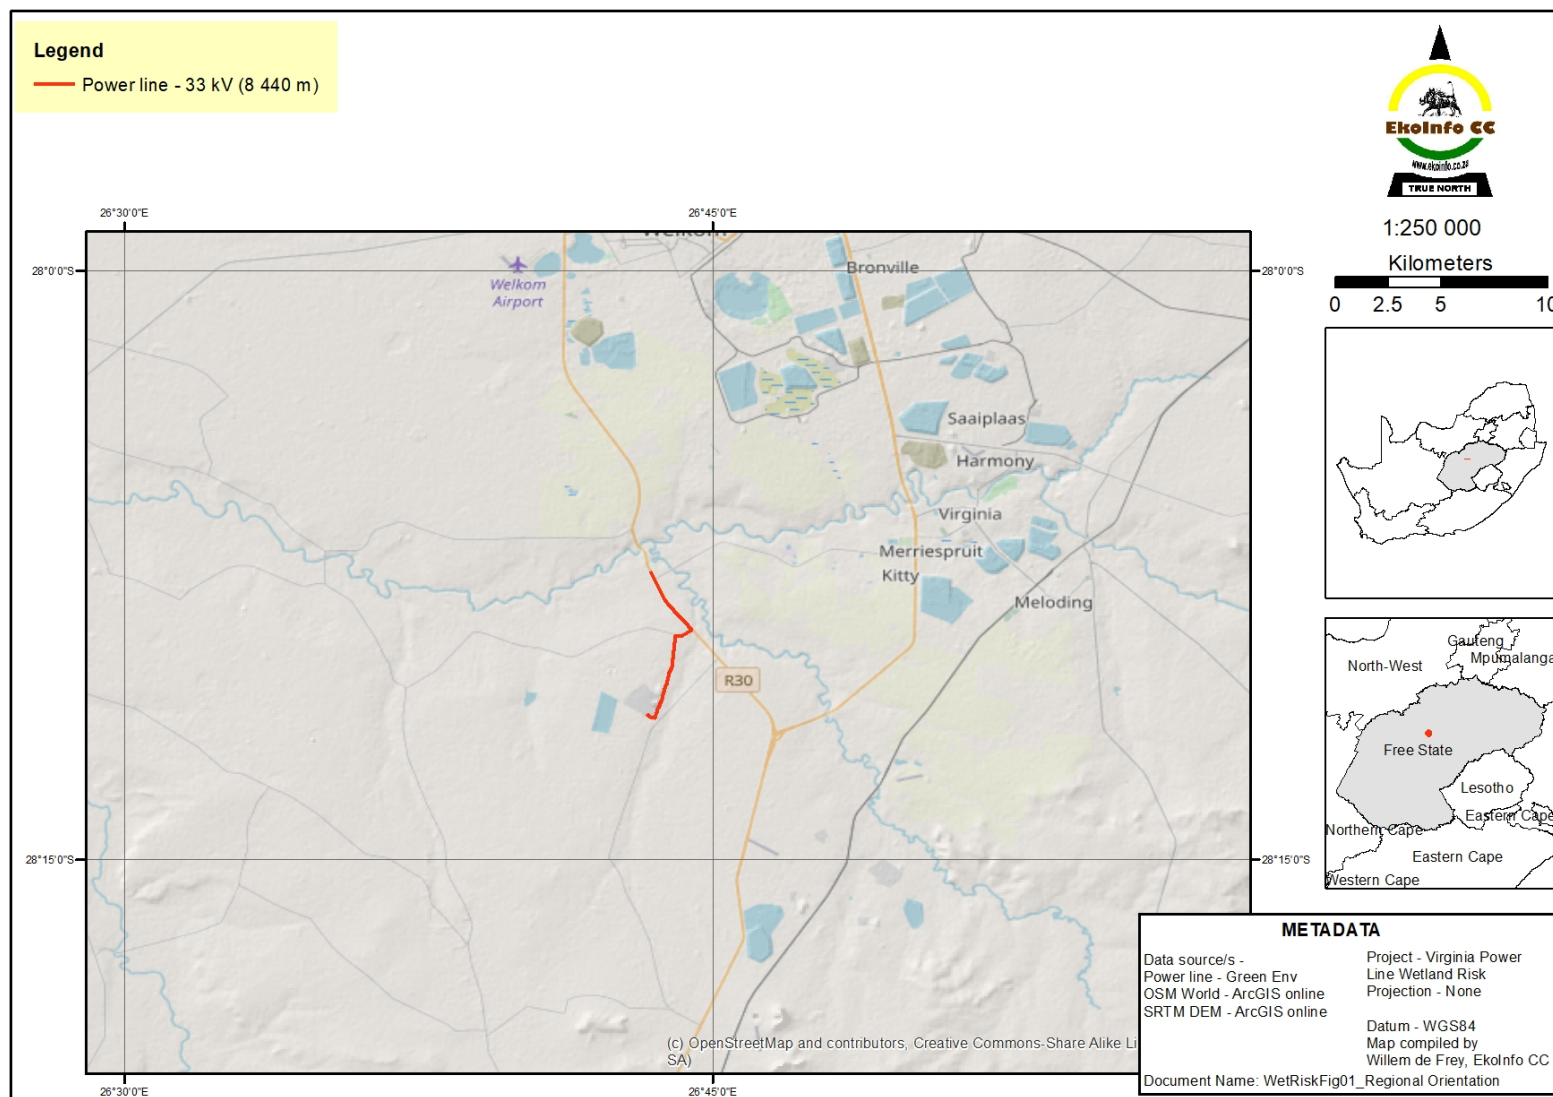 Legend
Power line - 33 kV (8 440 m)
EkoInfo CC
www.ekoinfo.co.za
TRUE NORTH
1:250 000
Kilometers
0 2.5 5 10
26°30'0"E 26°45'0"E
28°0'0"S 28°0'0"S
Welkom
Bronville
Welkom
Airport
Saaiplaas
Harmony
Virginia
Merriespruit
Kitty
Meloding
R30
28°15'0"S 28°15'0"S
(c) OpenStreetMap and contributors, Creative Commons-Share Alike Li
SA)
26°30'0"E 26°45'0"E
Gauteng
North-West
Mpumalanga
Free State
Lesotho
Eastern Cape
Northern Cape
Eastern Cape
Western Cape
METADATA
Data source/s -
Power line - Green Env
OSM World - ArcGIS online
SRTM DEM - ArcGIS online
Project - Virginia Power
Line Wetland Risk
Projection - None
Datum - WGS84
Map compiled by
Willem de Frey, EkoInfo CC
Document Name: WetRiskFig01_Regional Orientation